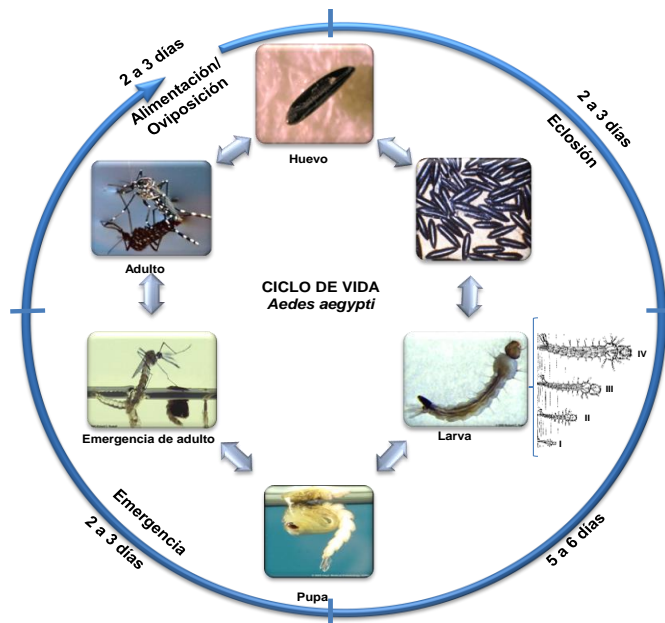 2 a 3 días
Alimentación/
Oviposición
2 a 3 días
Eclosión
Huevo
Adulto
CICLO DE VIDA
Aedes aegypti
IV
III
II
I
Emergencia de adulto
Larva
Emergencia
2 a 3 días
5 a 6 días
Pupa